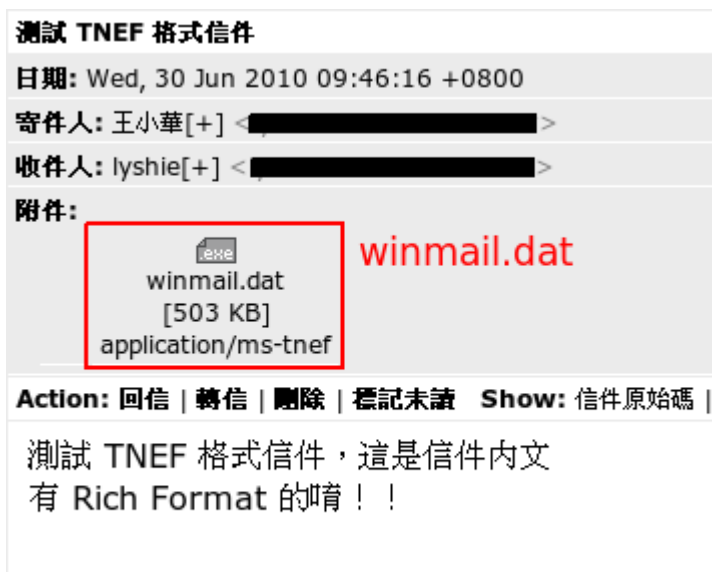 測試 TNEF 格式信件
日期: Wed, 30 Jun 2010 09:46:16 +0800
寄件人: 王小華[+] <>
收件人: lyshie[+] <>
附件:
.exe
winmail.dat
winmail.dat
[503 KB]
application/ms-tnef
Action: 回信 | 轉信 | 刪除 | 標記未讀 Show: 信件原始碼 |
測試 TNEF 格式信件，這是信件內文
有 Rich Format 的唷！！